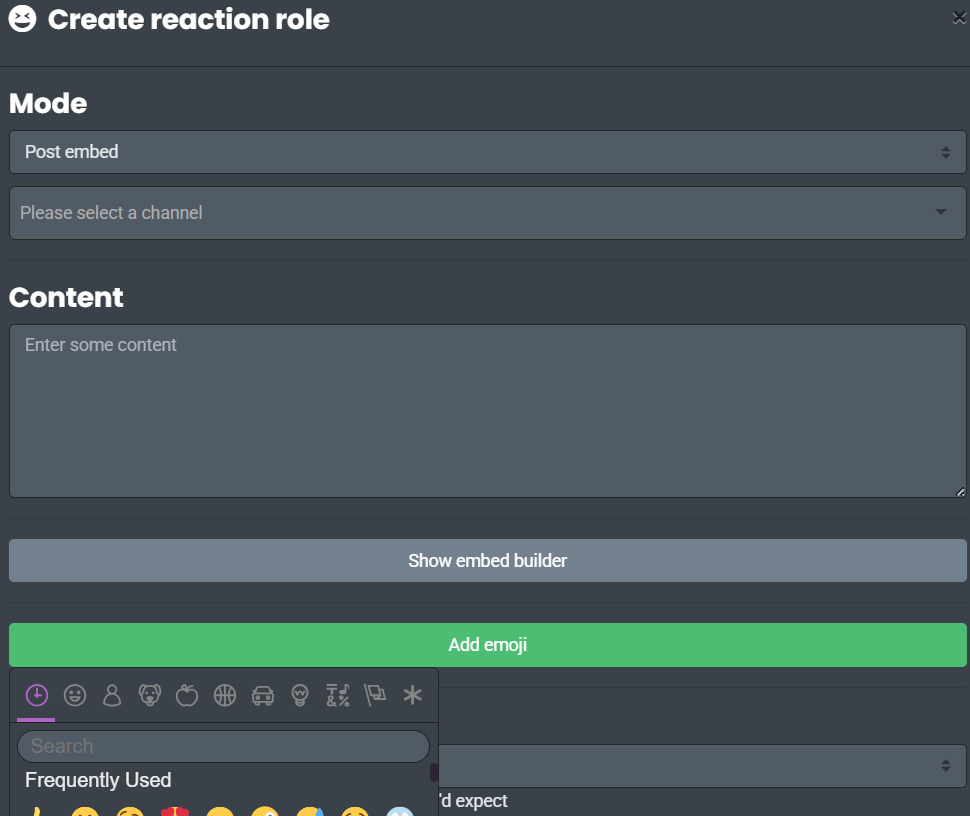 Create reaction role
Mode
Post embed
Please select a channel
Content
Enter some content
Show embed builder
Add emoji
Search
Frequently Used
'd expect